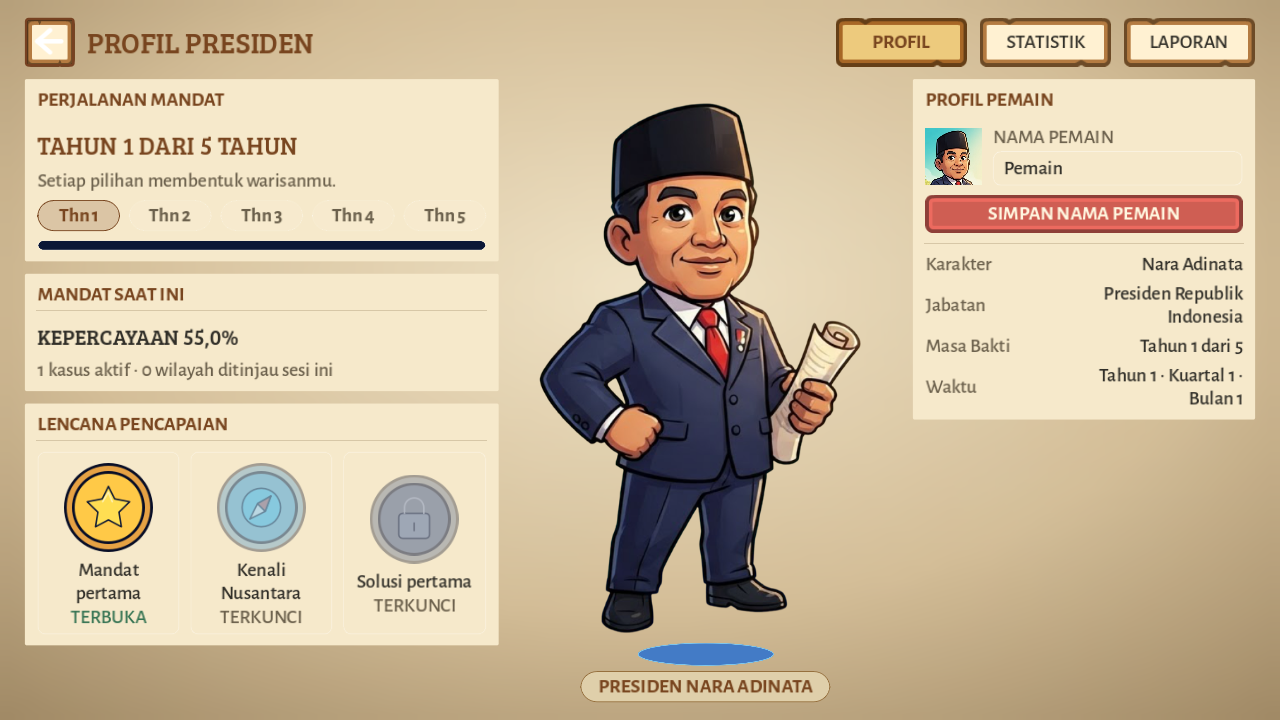 PROFIL PRESIDEN
PROFIL
STATISTIK
LAPORAN
PERJALANAN MANDAT
TAHUN 1 DARI 5 TAHUN
Setiap pilihan membentuk warisanmu.
Thn 1
Thn 2
Thn 3
Thn 4
Thn 5
MANDAT SAAT INI
KEPERCAYAAN 55,0%
1 kasus aktif · 0 wilayah ditinjau sesi ini
LENCANA PENCAPAIAN
Mandat
pertama
TERBUKA
Kenali
Nusantara
TERKUNCI
Solusi pertama
TERKUNCI
PRESIDEN NARA ADINATA
PROFIL PEMAIN
NAMA PEMAIN
Pemain
SIMPAN NAMA PEMAIN
Karakter
Nara Adinata
Jabatan
Presiden Republik
Indonesia
Masa Bakti
Tahun 1 dari 5
Waktu
Tahun 1 · Kuartal 1 ·
Bulan 1